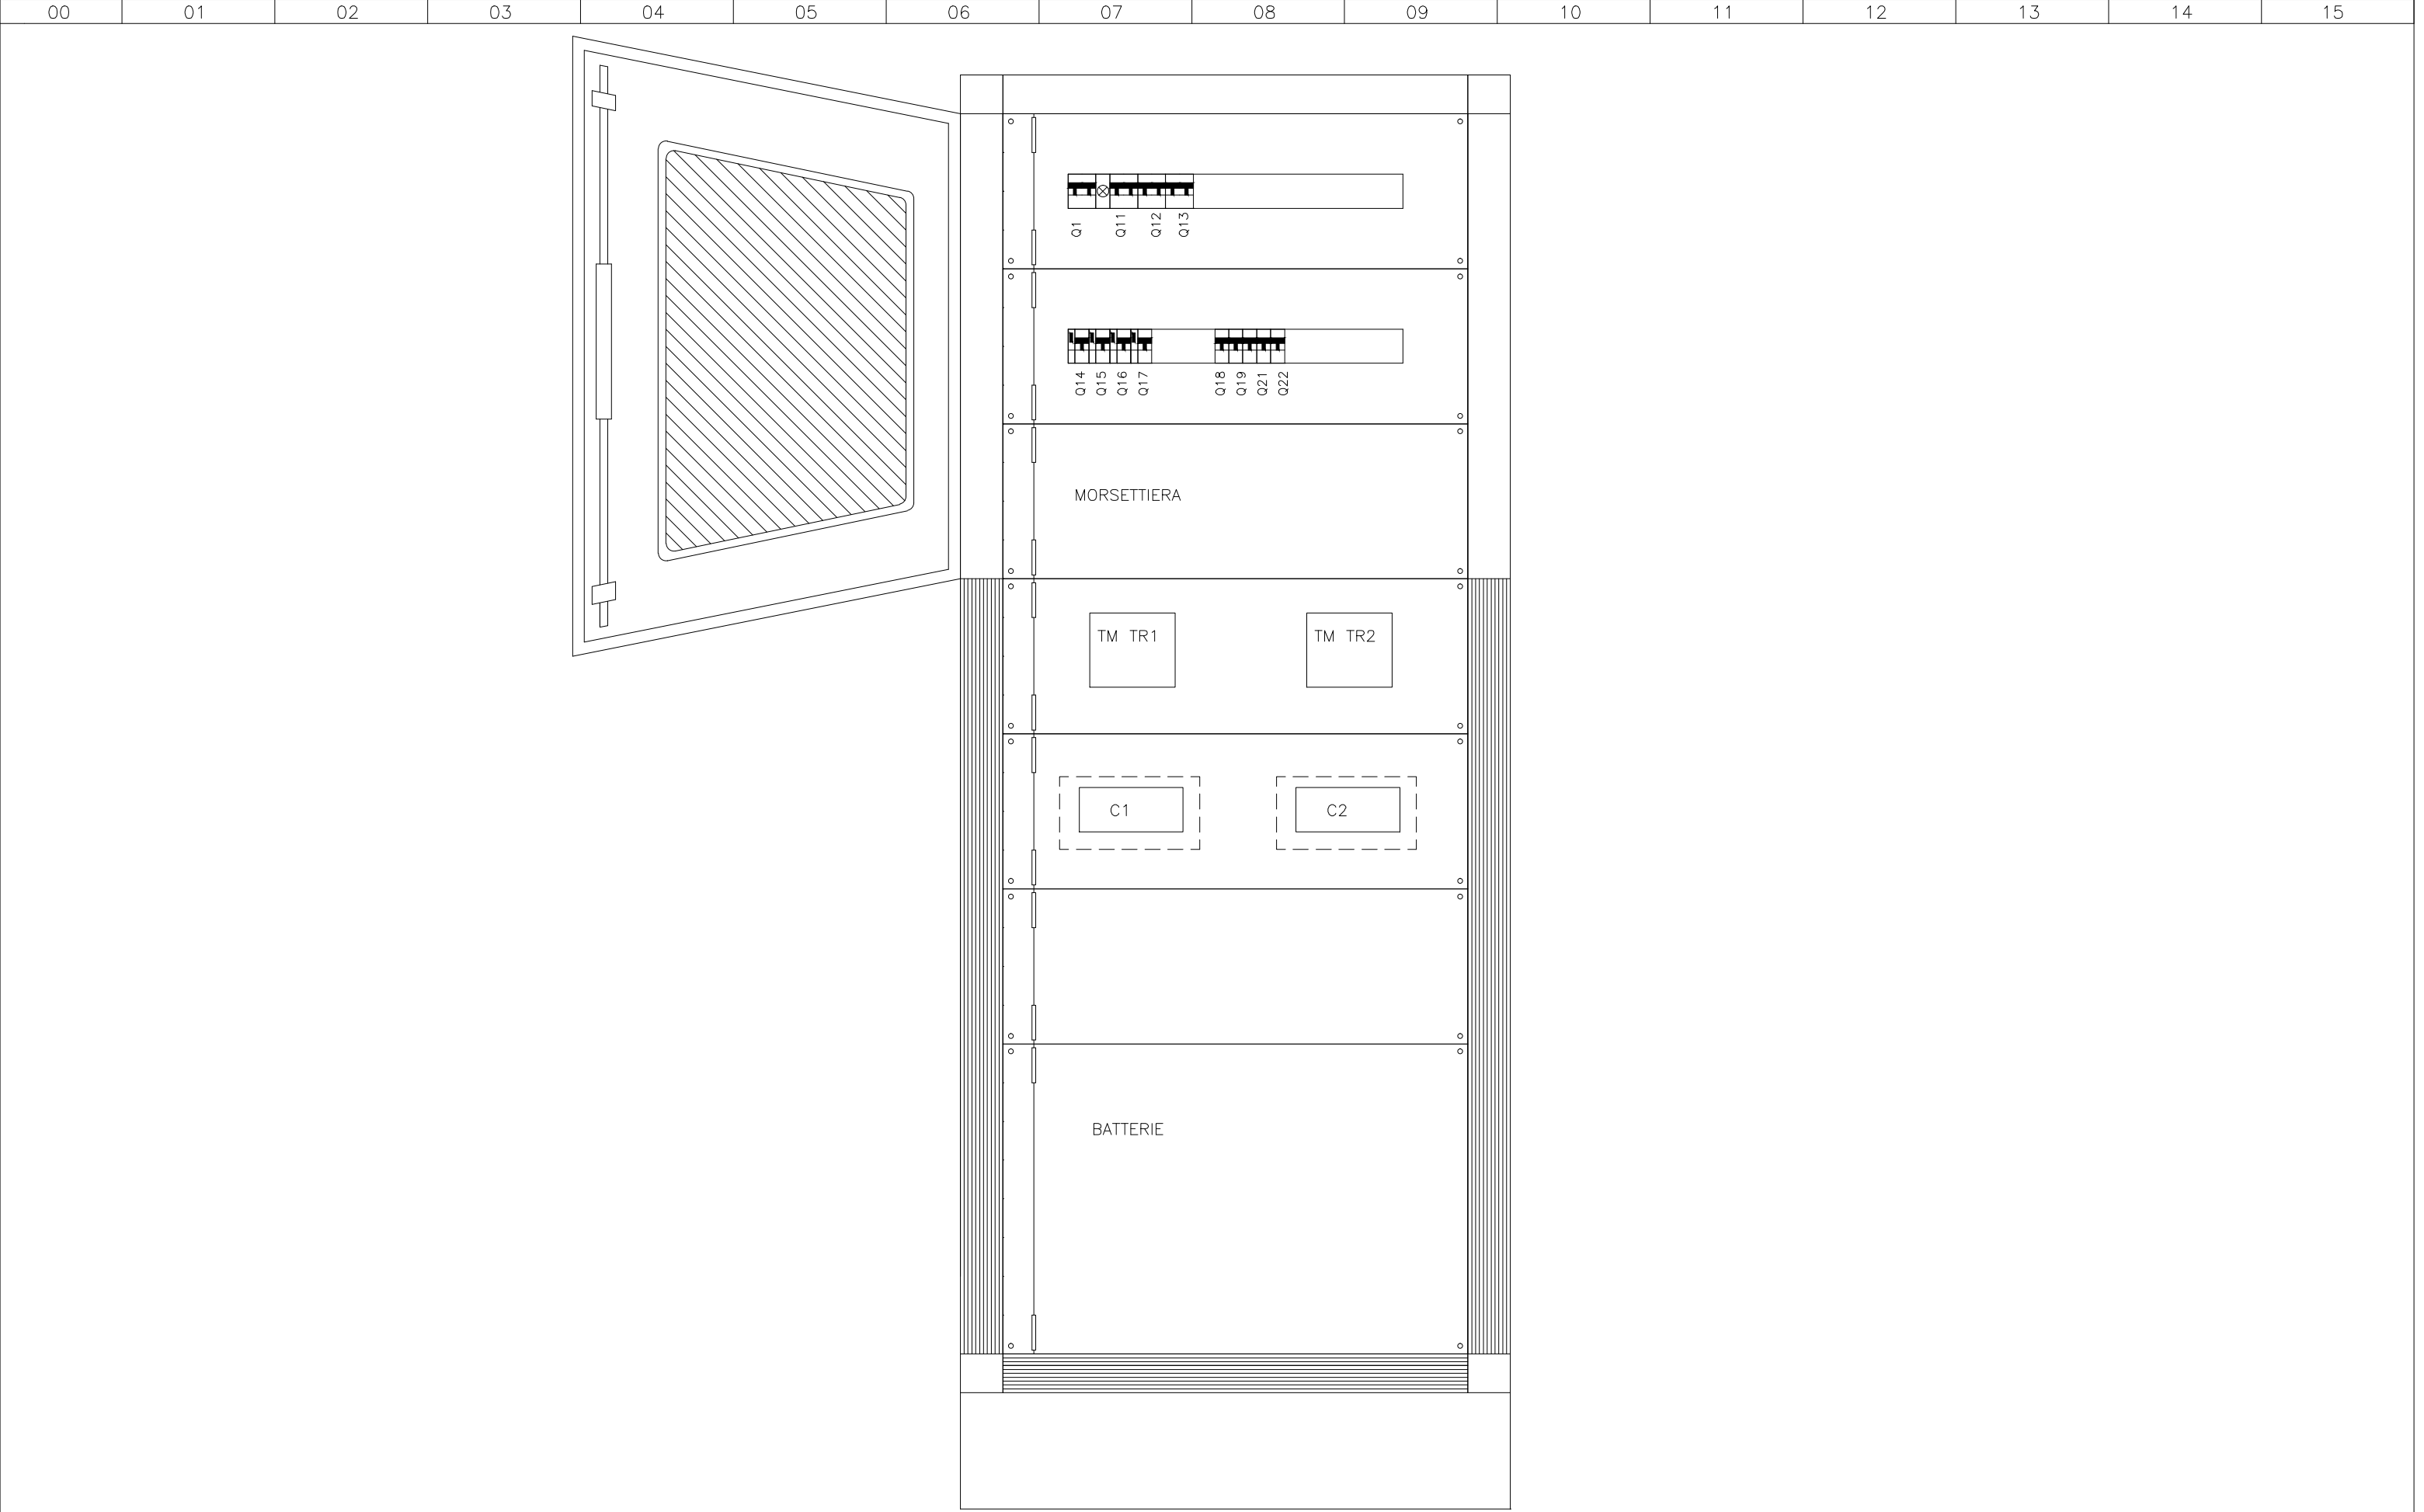 00 01 02 03 04 05 06 07 08 09 10 11 12 13 14 15
Q1 Q11 Q12 Q13
Q14 Q15 Q16 Q17 Q18 Q19 Q21 Q22
MORSETTIERA
TM TR1 TM TR2
C1 C2
BATTERIE